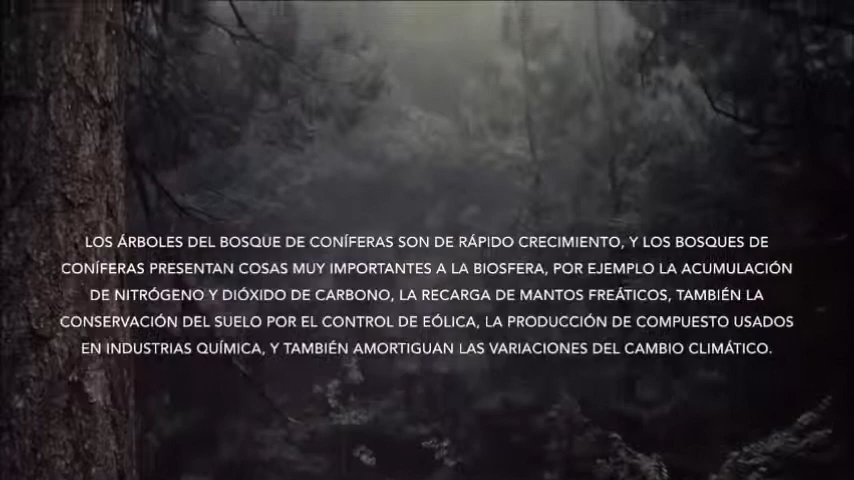 LOS ÁRBOLES DEL BOSQUE DE CONÍFERAS SON DE RÁPIDO CRECIMIENTO, Y LOS BOSQUES DE
CONÍFERAS PRESENTAN COSAS MUY IMPORTANTES A LA BIOSFERA, POR EJEMPLO LA ACUMULACIÓN
DE NITRÓGENO Y DIÓXIDO DE CARBONO, LA RECARGA DE MANTOS FREÁTICOS, TAMBIÉN LA
CONSERVACIÓN DEL SUELO POR EL CONTROL DE EÓLICA, LA PRODUCCIÓN DE COMPUESTO USADOS
EN INDUSTRIAS QUÍMICA, Y TAMBIÉN AMORTIGUAN LAS VARIACIONES DEL CAMBIO CLIMÁTICO.